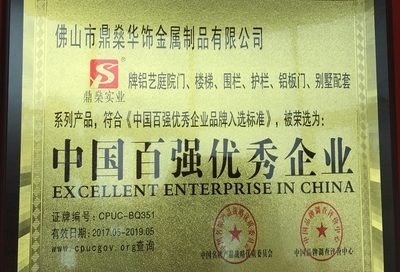 佛山市鼎燊华饰金属制品有限公司
S
鼎燊实业
牌铝艺庭院门、楼梯、围栏、护栏、铝板门、别墅配套
系列产品，符合《中国百强优秀企业品牌入选标准》，被荣选为：
中国百强优秀企业
EXCELLENT ENTERPRISE IN CHINA
证牌编号：CPUC-BQ351
有效日期：2017.05-2019.05
.cpucgov.org查询
中国品牌调查评价中心